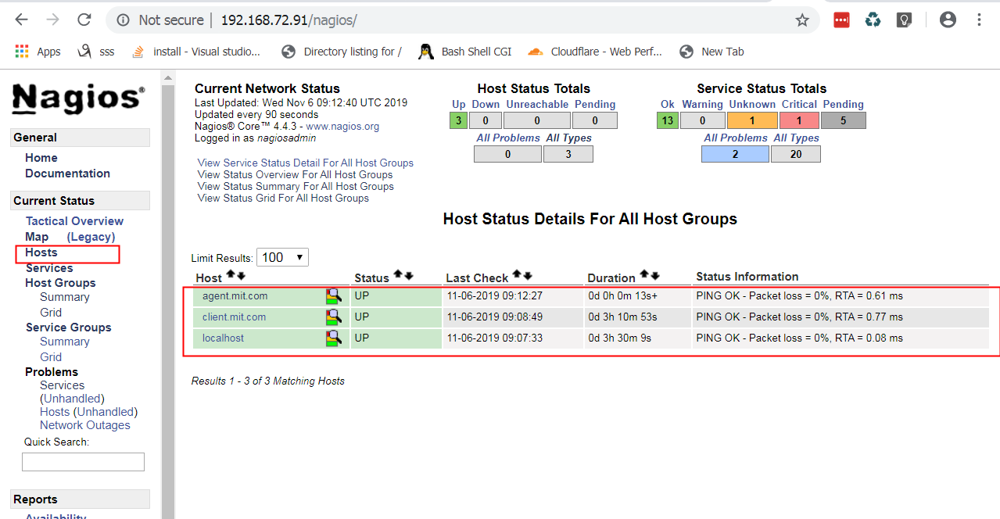 Not secure | 192.168.72.91/nagios/
Apps sss install - Visual studio... Directory listing for / Bash Shell CGI Cloudflare - Web Perf... New Tab
Nagios®
General
Home
Documentation
Current Status
Tactical Overview
Map (Legacy)
Hosts
Services
Host Groups
Summary
Grid
Service Groups
Summary
Grid
Problems
Services
(Unhandled)
Hosts (Unhandled)
Network Outages
Quick Search:
Reports
Availability
Current Network Status
Last Updated: Wed Nov 6 09:12:40 UTC 2019
Updated every 90 seconds
Nagios® Core™ 4.4.3 - www.nagios.org
Logged in as nagiosadmin
View Service Status Detail For All Host Groups
View Status Overview For All Host Groups
View Status Summary For All Host Groups
View Status Grid For All Host Groups
Host Status Totals
Up Down Unreachable Pending
3 0 0 0
All Problems All Types
0 3
Service Status Totals
Ok Warning Unknown Critical Pending
13 0 1 1 5
All Problems All Types
2 20
Host Status Details For All Host Groups
Limit Results: 100
Host Status Last Check Duration Status Information
agent.mit.com UP 11-06-2019 09:12:27 0d 0h 0m 13s+ PING OK - Packet loss = 0%, RTA = 0.61 ms
client.mit.com UP 11-06-2019 09:08:49 0d 3h 10m 53s PING OK - Packet loss = 0%, RTA = 0.77 ms
localhost UP 11-06-2019 09:07:33 0d 3h 30m 9s PING OK - Packet loss = 0%, RTA = 0.08 ms
Results 1 - 3 of 3 Matching Hosts